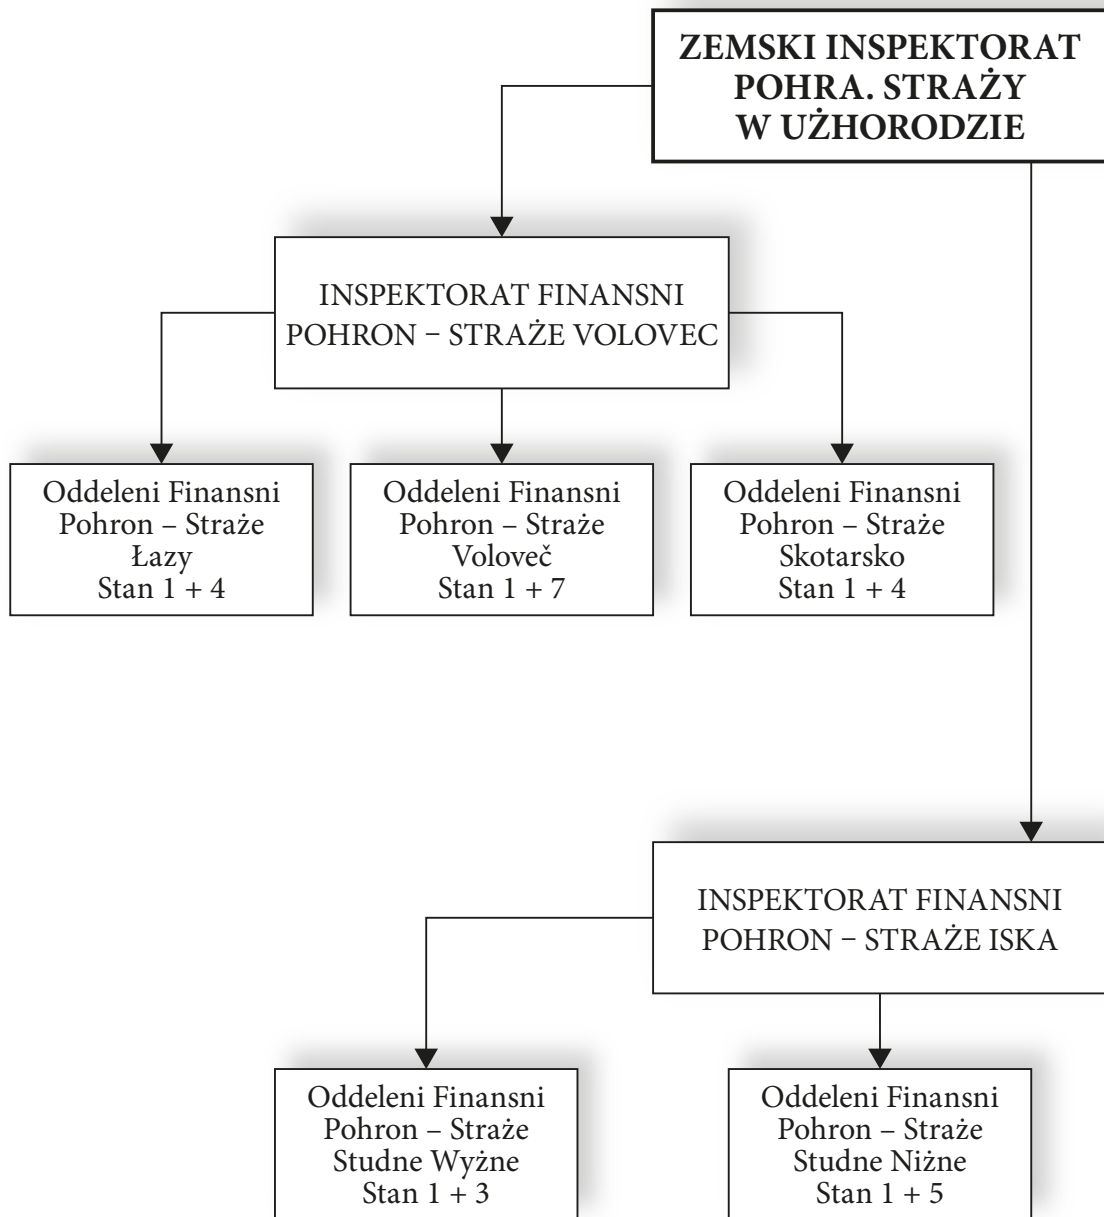 ZEMSKI INSPEKTORAT
POHRA. STRAŻY
W UŻHORODZIE
INSPEKTORAT FINANSNI
POHRON – STRAŻE VOLOVEC
Oddeleni Finansni
Pohron – Straże
Łazy
Stan 1 + 4
Oddeleni Finansni
Pohron – Straże
Voloveč
Stan 1 + 7
Oddeleni Finansni
Pohron – Straże
Skotarsko
Stan 1 + 4
INSPEKTORAT FINANSNI
POHRON – STRAŻE ISKA
Oddeleni Finansni
Pohron – Straże
Studne Wyżne
Stan 1 + 3
Oddeleni Finansni
Pohron – Straże
Studne Niżne
Stan 1 + 5